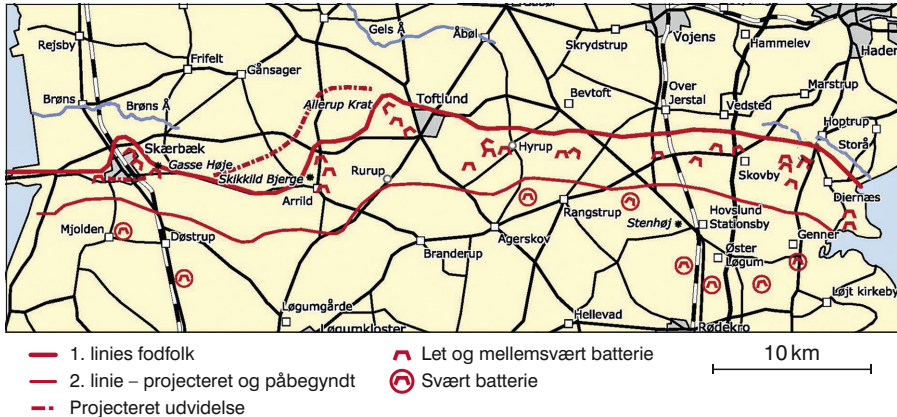 Rejsby
Frifelt
Gånsager
Gels Å
Åbøl
Skrydstrup
Vojens
Hammelev
Hader
Brøns
Brøns Å
Allerup Krat
Toftlund
Bevtoft
Over
Jerstal
Vedsted
Marstrup
Hoptrup
Storå
Skærbæk
Gasse Høje
Skikkild Bjerge
Arrild
Rurup
Hyrup
Skovby
Diernæs
Rangstrup
Stenhøj
Hovslund
Stationsby
Genner
Mjolden
Døstrup
Branderup
Agerskov
Øster
Løgum
Løjt kirkeby
Løgumgårde
Løgumkloster
Hellevad
Rødekro
1. linies fodfolk
2. linie – projecteret og påbegyndt
Projecteret udvidelse
Let og mellemsvært batterie
Svært batterie
10 km